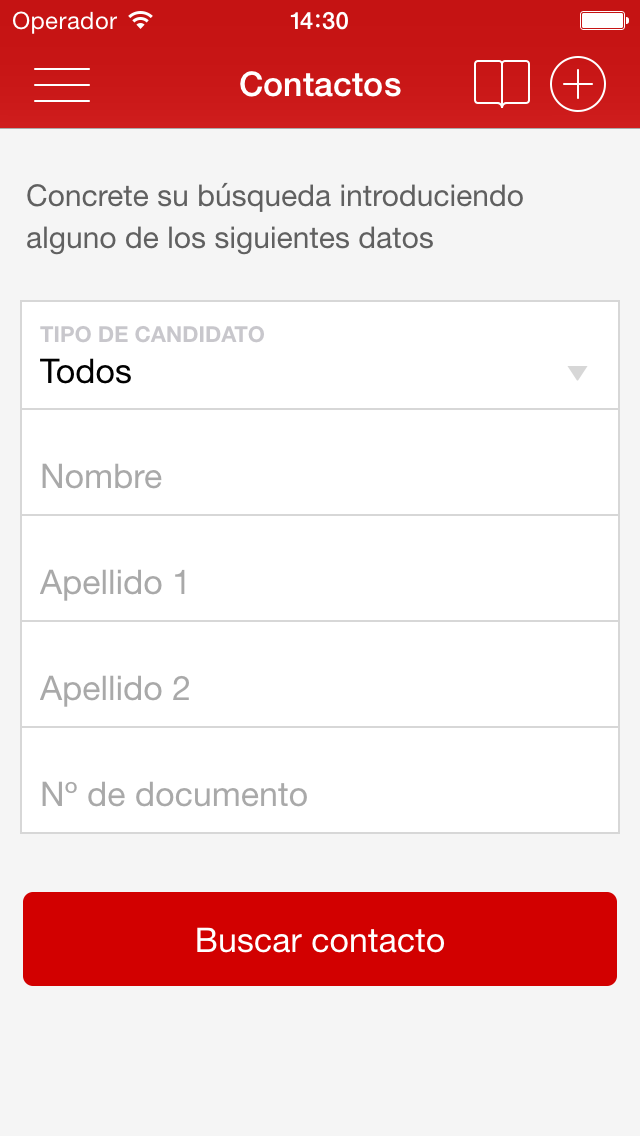 Operador 14:30
Contactos
Concrete su búsqueda introduciendo
alguno de los siguientes datos
TIPO DE CANDIDATO
Todos
Nombre
Apellido 1
Apellido 2
Nº de documento
Buscar contacto